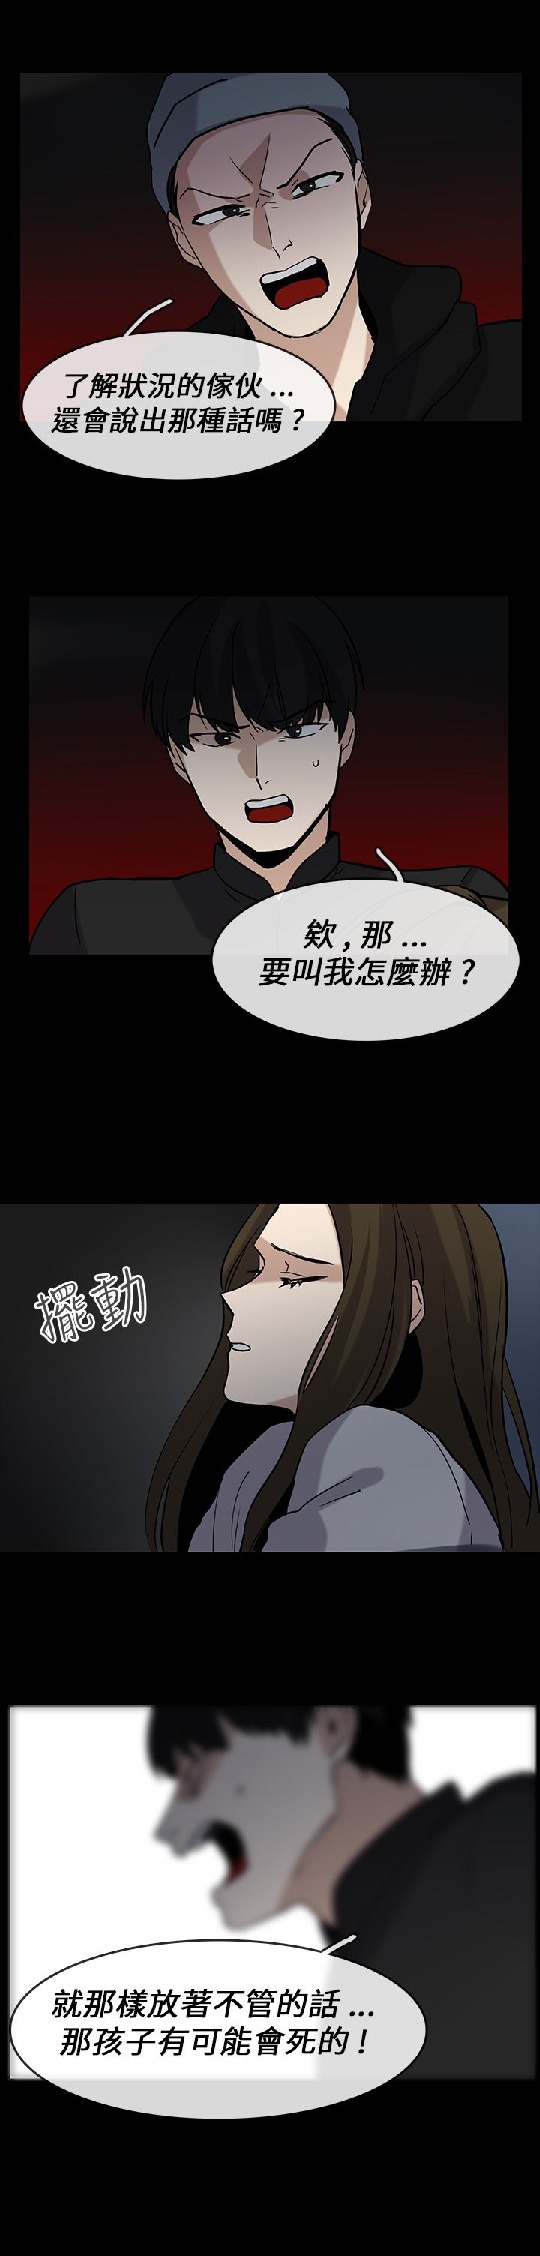 了解狀況的傢伙...
還會說出那種話嗎?
欸,那...
要叫我怎麼辦?
擺動
就那樣放著不管的話...
那孩子有可能會死的!